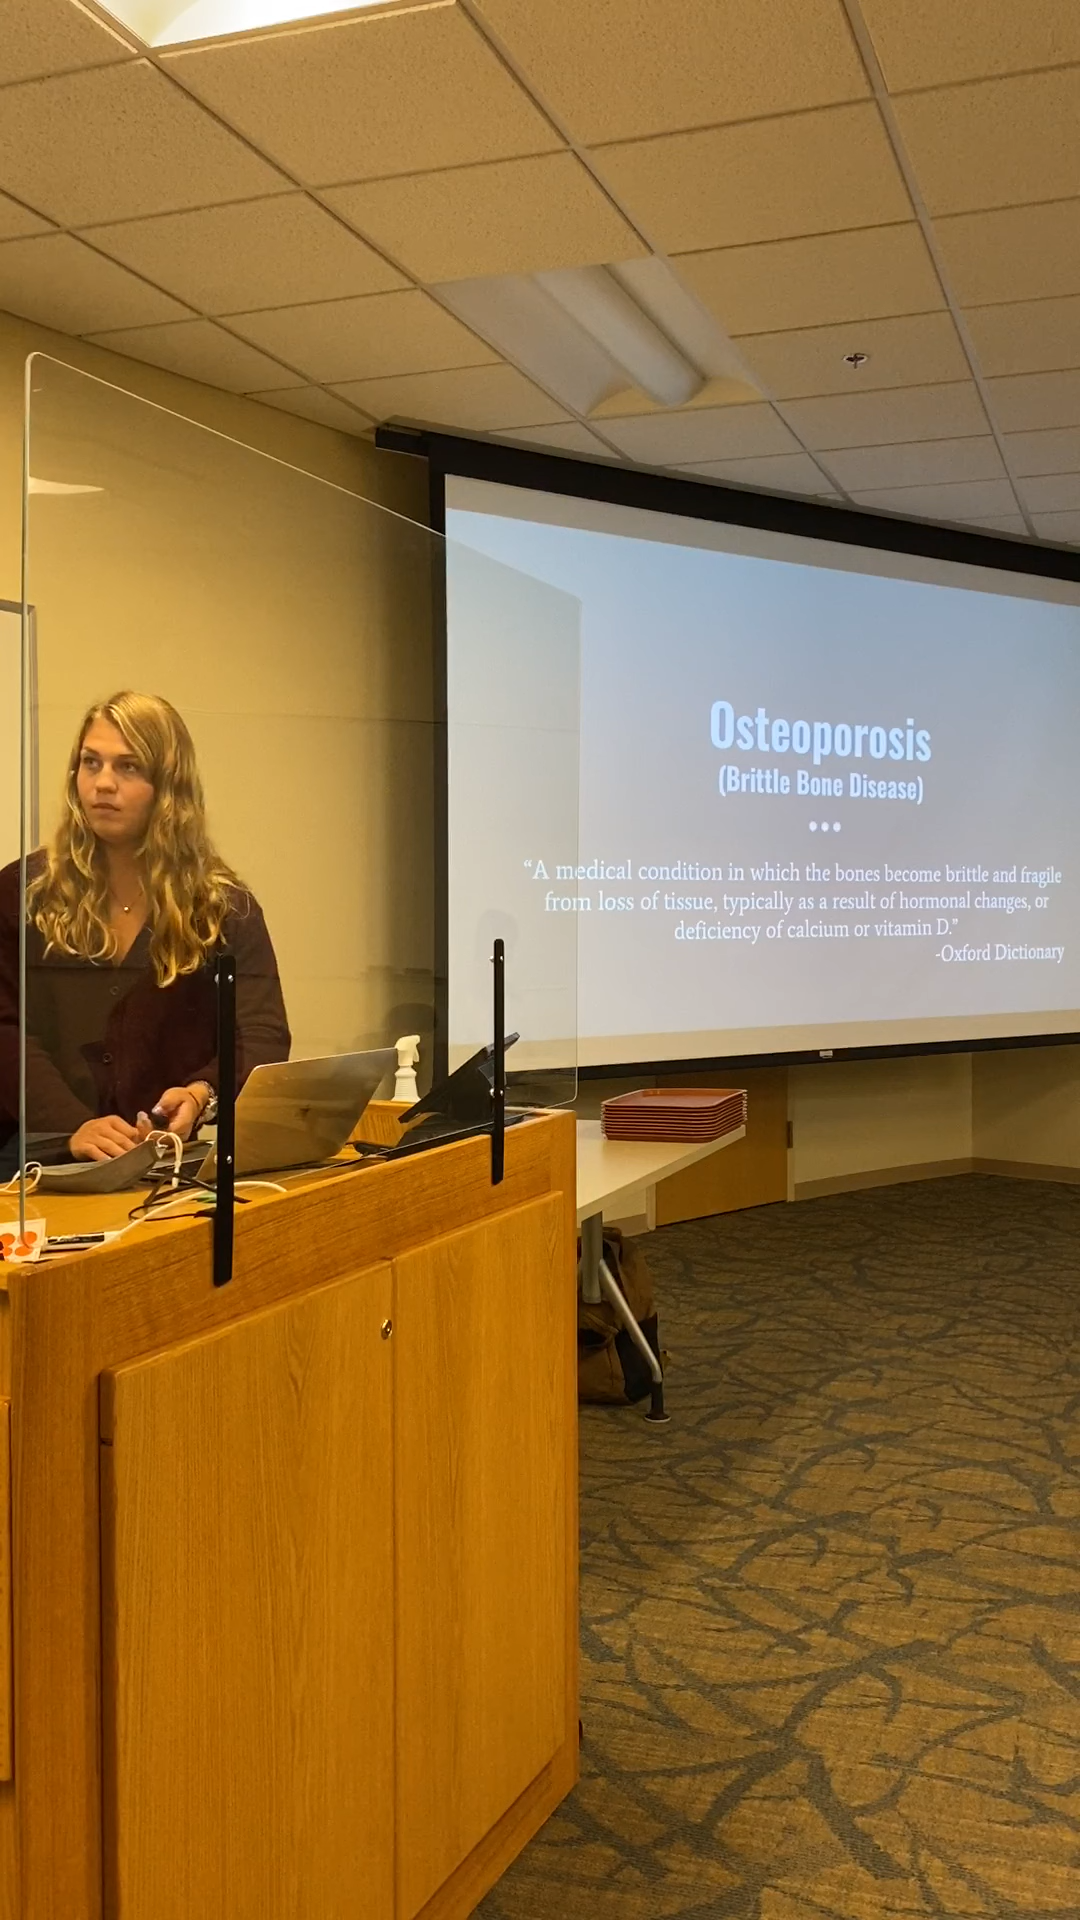 Osteoporosis
(Brittle Bone Disease)
“A medical condition in which the bones become brittle and fragile
from loss of tissue, typically as a result of hormonal changes, or
deficiency of calcium or vitamin D.”
-Oxford Dictionary